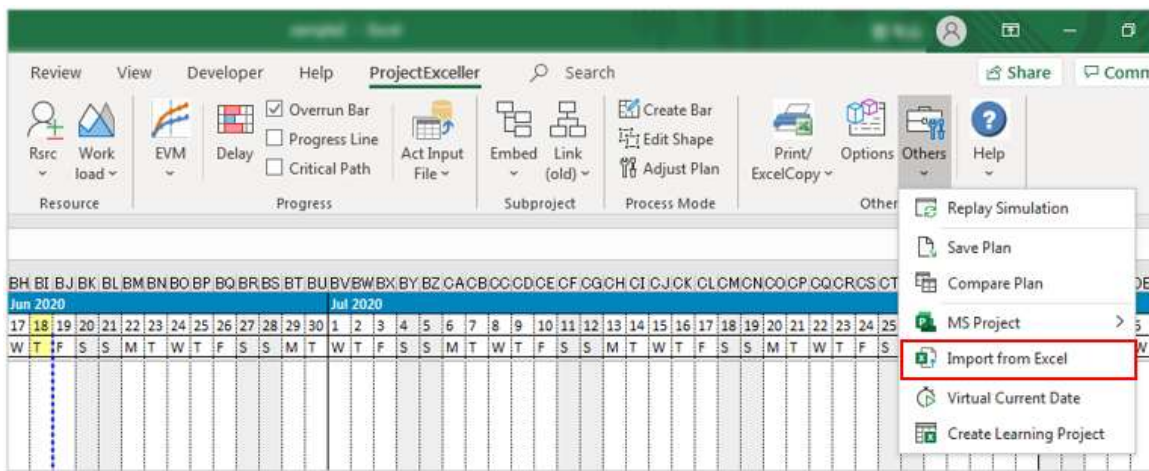 Review View Developer Help ProjectExceller Search Share Comm
Rsrc Work load EVM Delay Overrun Bar Act Input File Embed Link (old) Create Bar Print/ ExcelCopy Options Others Help
Progress Line Edit Shape
Critical Path Adjust Plan
Resource Progress Subproject Process Mode Other
Replay Simulation
Save Plan
Compare Plan
MS Project >
Import from Excel
Virtual Current Date
Create Learning Project
BH BI BJ BK BL BM BN BO BP BQ BR BS BT BU BV BW BX BY BZ CA CB CC CD CE CF CG CH CI CJ CK CL CM CN CO CP CQ CR CS CT DE
Jun 2020 Jul 2020
17 18 19 20 21 22 23 24 25 26 27 28 29 30 1 2 3 4 5 6 7 8 9 10 11 12 13 14 15 16 17 18 19 20 21 22 23 24 25 5
W T F S S M T W T F S S M T W T F S S M T W T F S S M T W T F S S M T W T F S W